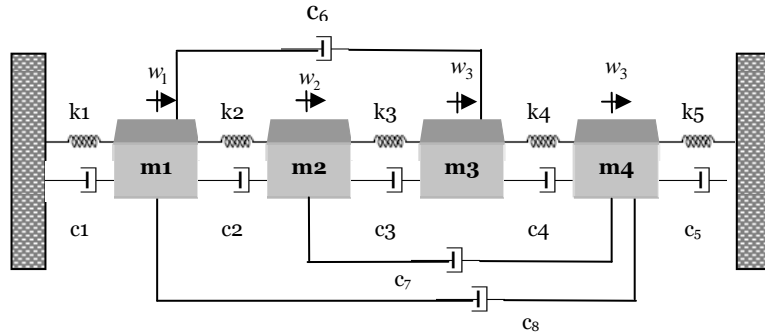 c₆
w₁ w₂ w₃ w₃
k1 k2 k3 k4 k5
m1 m2 m3 m4
c1 c2 c3 c4 c₅
c₇
c₈